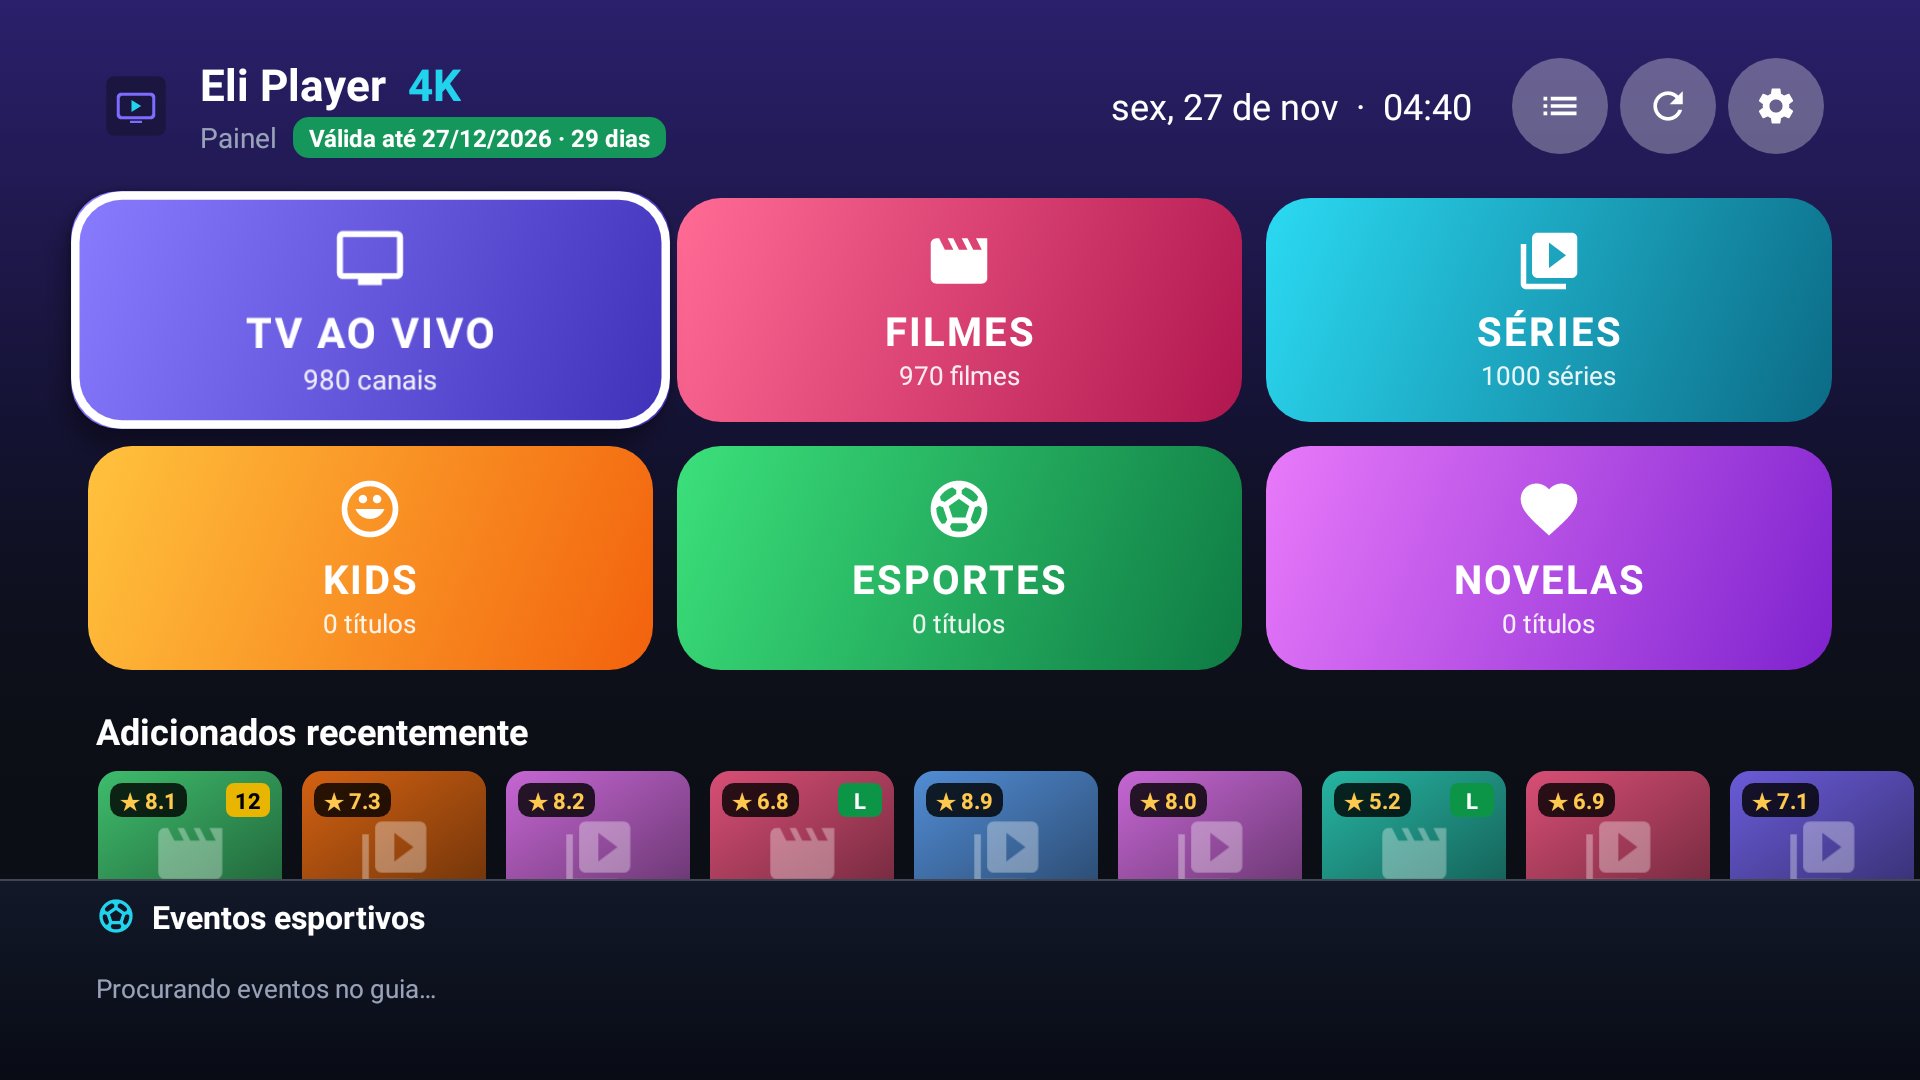 Eli Player 4K
Painel
Válida até 27/12/2026 · 29 dias
sex, 27 de nov · 04:40
TV AO VIVO
980 canais
FILMES
970 filmes
SÉRIES
1000 séries
KIDS
0 títulos
ESPORTES
0 títulos
NOVELAS
0 títulos
Adicionados recentemente
★ 8.1 12
★ 7.3
★ 8.2
★ 6.8 L
★ 8.9
★ 8.0
★ 5.2 L
★ 6.9
★ 7.1
Eventos esportivos
Procurando eventos no guia...